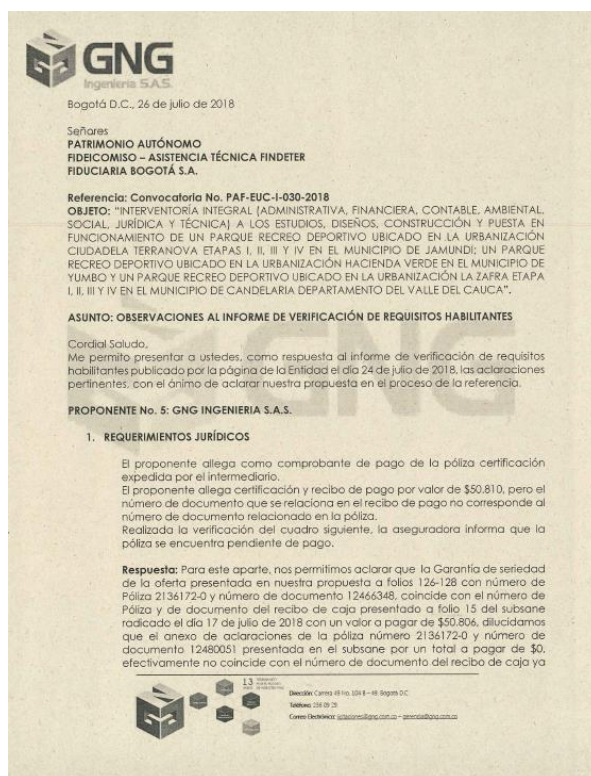 GNG
Ingeniería S.A.S.
Bogotá D.C., 26 de julio de 2018
Señores
PATRIMONIO AUTÓNOMO
FIDEICOMISO – ASISTENCIA TÉCNICA FINDETER
FIDUCIARIA BOGOTÁ S.A.
Referencia: Convocatoria No. PAF-EUC-I-030-2018
OBJETO: "INTERVENTORÍA INTEGRAL (ADMINISTRATIVA, FINANCIERA, CONTABLE, AMBIENTAL,
SOCIAL, JURÍDICA Y TÉCNICA) A LOS ESTUDIOS, DISEÑOS, CONSTRUCCIÓN Y PUESTA EN
FUNCIONAMIENTO DE UN PARQUE RECREO DEPORTIVO UBICADO EN LA URBANIZACIÓN
CIUDADELA TERRANOVA ETAPAS I, II, III Y IV EN EL MUNICIPIO DE JAMUNDI; UN PARQUE
RECREO DEPORTIVO UBICADO EN LA URBANIZACIÓN HACIENDA VERDE EN EL MUNICIPIO DE
YUMBO Y UN PARQUE RECREO DEPORTIVO UBICADO EN LA URBANIZACIÓN LA ZAFRA ETAPA
I, II, III Y IV EN EL MUNICIPIO DE CANDELARIA DEPARTAMENTO DEL VALLE DEL CAUCA".
ASUNTO: OBSERVACIONES AL INFORME DE VERIFICACIÓN DE REQUISITOS HABILITANTES
Cordial Saludo,
Me permito presentar a ustedes, como respuesta al informe de verificación de requisitos
habilitantes publicado por la página de la Entidad el día 24 de julio de 2018, las aclaraciones
pertinentes, con el ánimo de aclarar nuestra propuesta en el proceso de la referencia.
PROPONENTE No. 5: GNG INGENIERIA S.A.S.
1. REQUERIMIENTOS JURÍDICOS
El proponente allega como comprobante de pago de la póliza certificación
expedida por el intermediario.
El proponente allega certificación y recibo de pago por valor de $50.810, pero el
número de documento que se relaciona en el recibo de pago no corresponde al
número de documento relacionado en la póliza.
Realizada la verificación del cuadro siguiente, la aseguradora informa que la
póliza se encuentra pendiente de pago.
Respuesta: Para este aparte, nos permitimos aclarar que la Garantía de seriedad
de la oferta presentada en nuestra propuesta a folios 126-128 con número de
Póliza 2136172-0 y número de documento 12466348, coincide con el número de
Póliza y de documento del recibo de caja presentado a folio 15 del subsane
radicado el día 17 de julio de 2018 con un valor a pagar de $50.806, dilucidamos
que el anexo de aclaraciones de la póliza número 2136172-0 y número de
documento 12480051 presentada en el subsane por un total a pagar de $0,
efectivamente no coincide con el número de documento del recibo de caja ya
13
Dirección: Carrera 49 No. 104 B – 49 Bogotá D.C.
Teléfono: 256 09 28
Correo Electrónico: licitaciones@gng.com.co – gerencia@gng.com.co